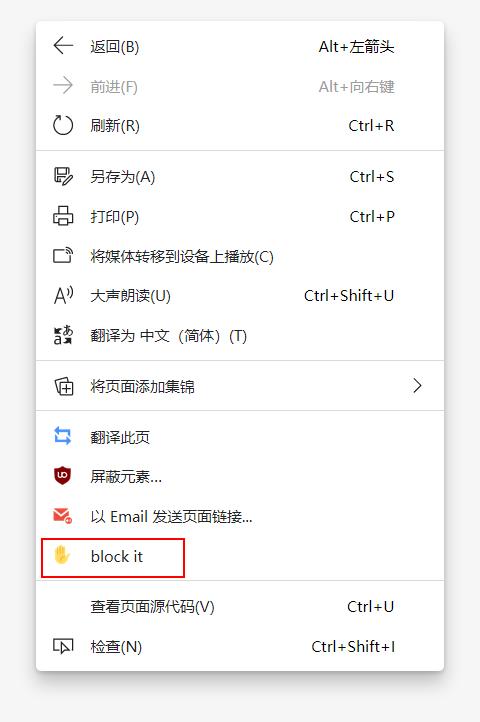 返回(B) Alt+左箭头
前进(F) Alt+向右键
刷新(R) Ctrl+R
另存为(A) Ctrl+S
打印(P) Ctrl+P
将媒体转移到设备上播放(C)
大声朗读(U) Ctrl+Shift+U
翻译为 中文（简体）(T)
将页面添加集锦
翻译此页
屏蔽元素...
以 Email 发送页面链接...
block it
查看页面源代码(V) Ctrl+U
检查(N) Ctrl+Shift+I